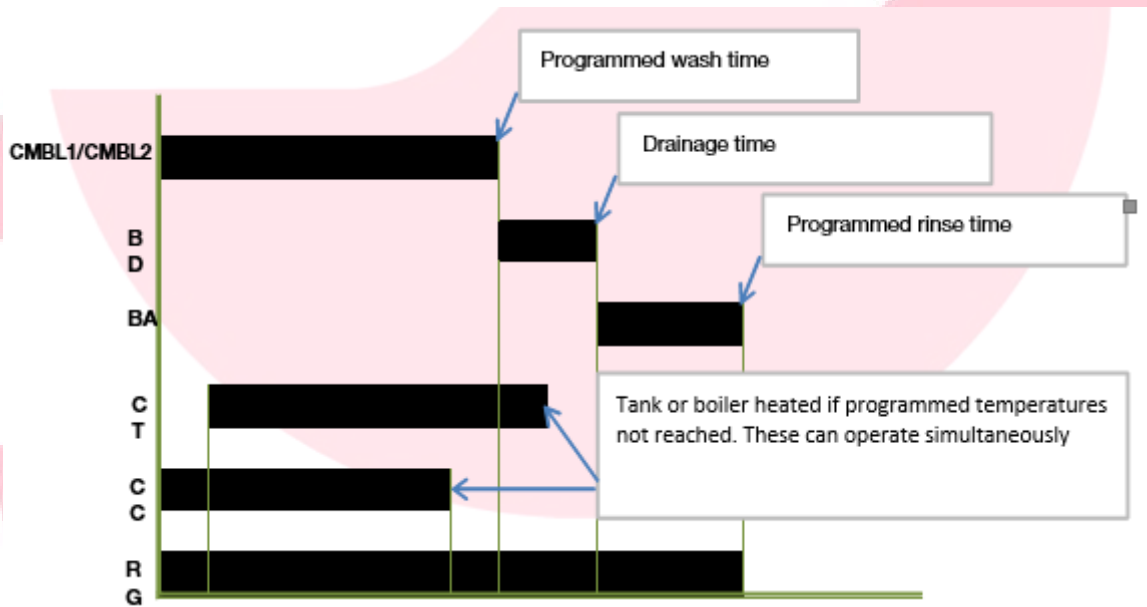 Programmed wash time
CMBL1/CMBL2
Drainage time
B
D
Programmed rinse time
BA
C
T
Tank or boiler heated if programmed temperatures
not reached. These can operate simultaneously
C
C
R
G